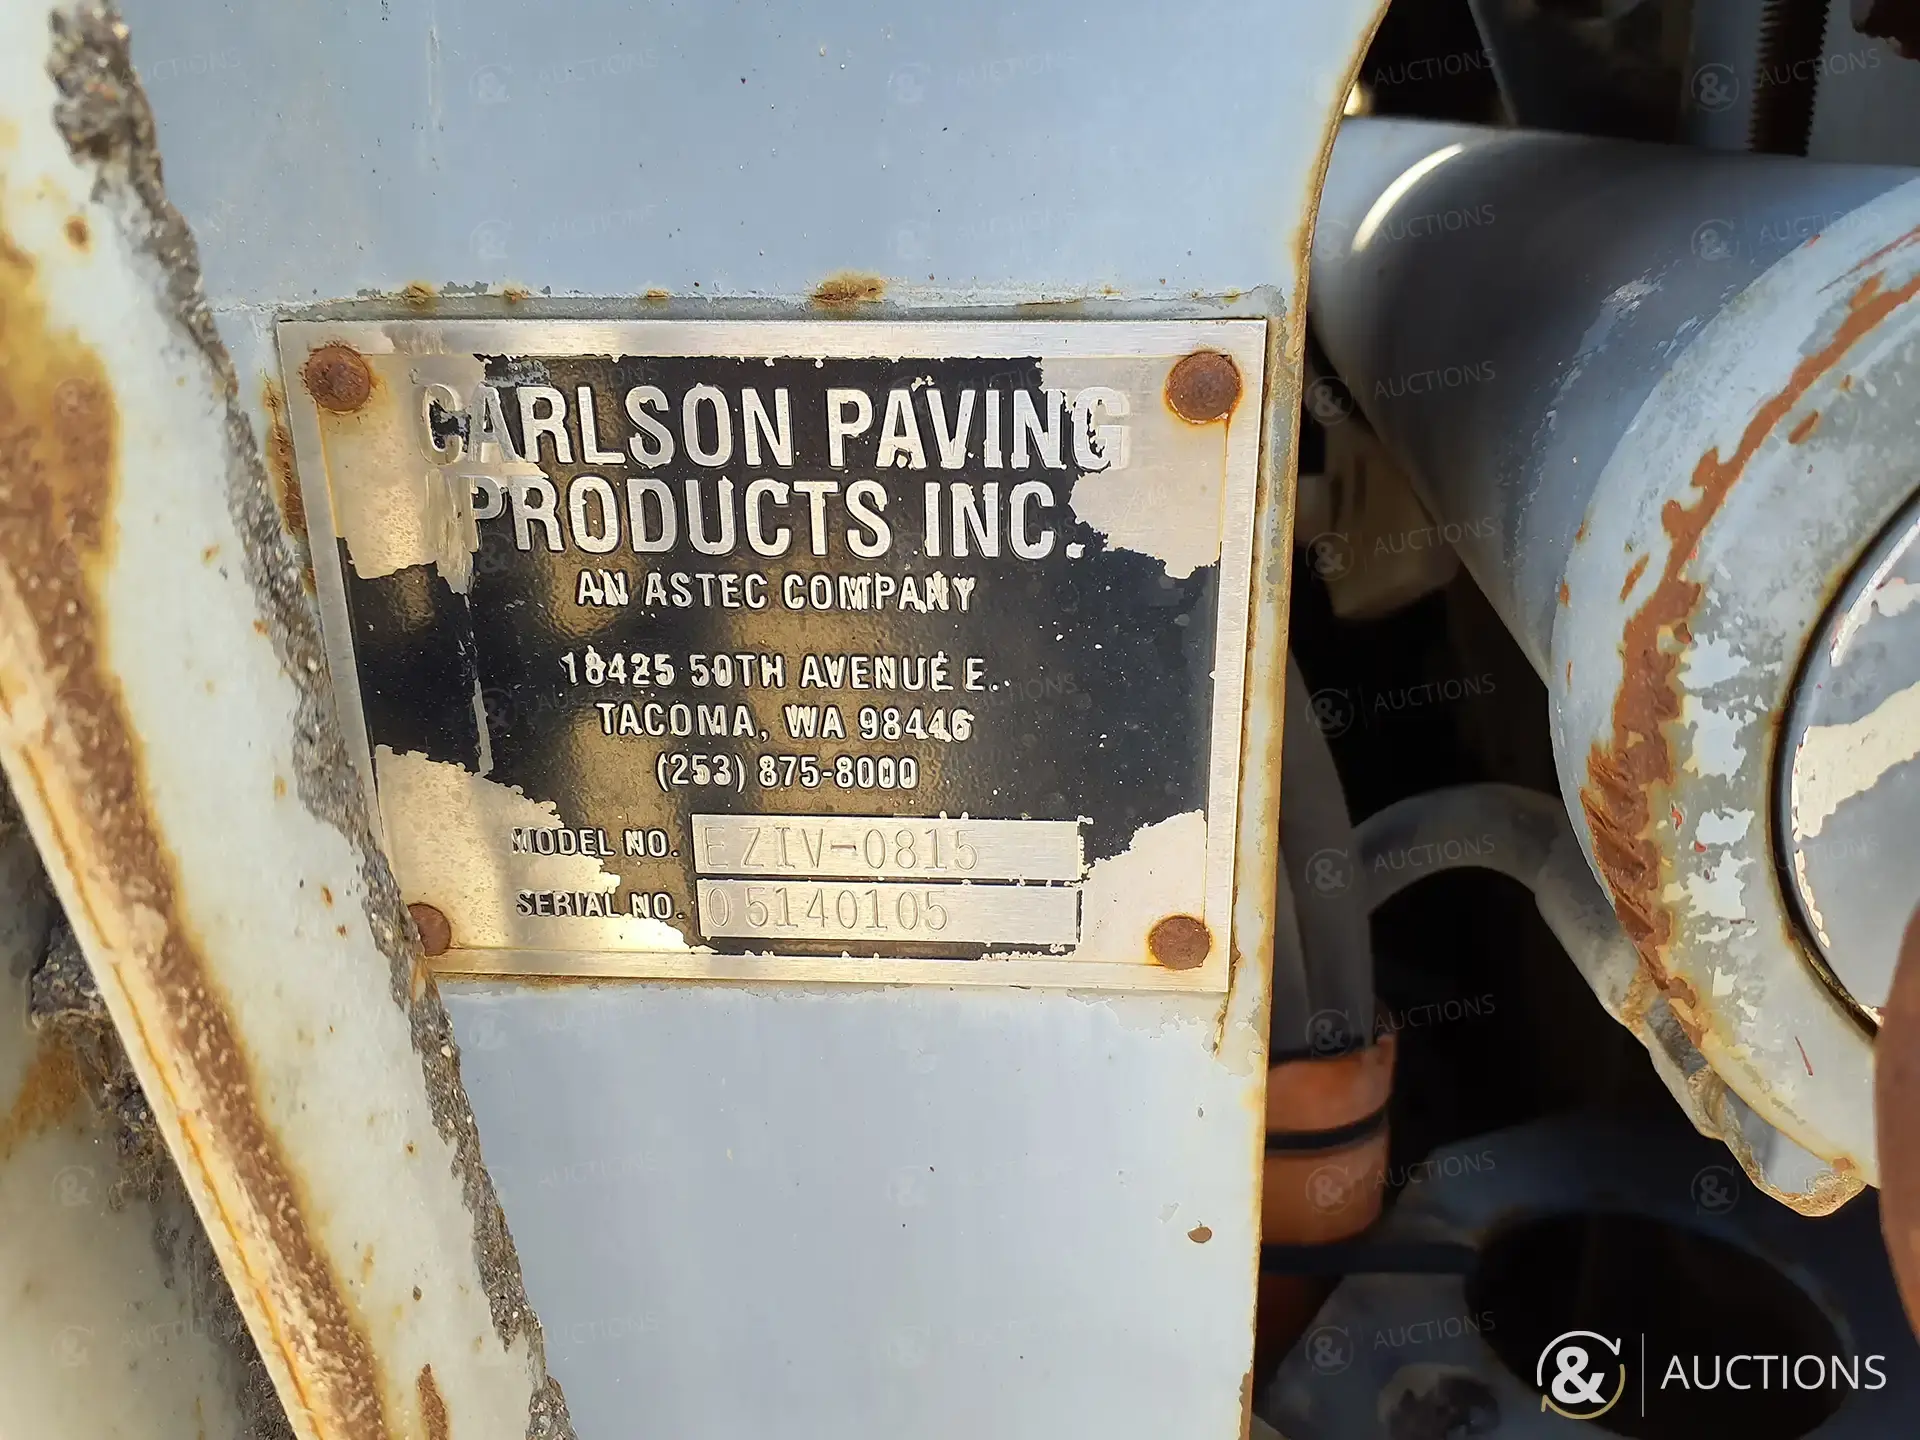 CARLSON PAVING
PRODUCTS INC.
AN ASTEC COMPANY
18425 50TH AVENUE E.
TACOMA, WA 98446
(253) 875-8000
MODEL NO. EZIV-0815
SERIAL NO. 05140105
& AUCTIONS